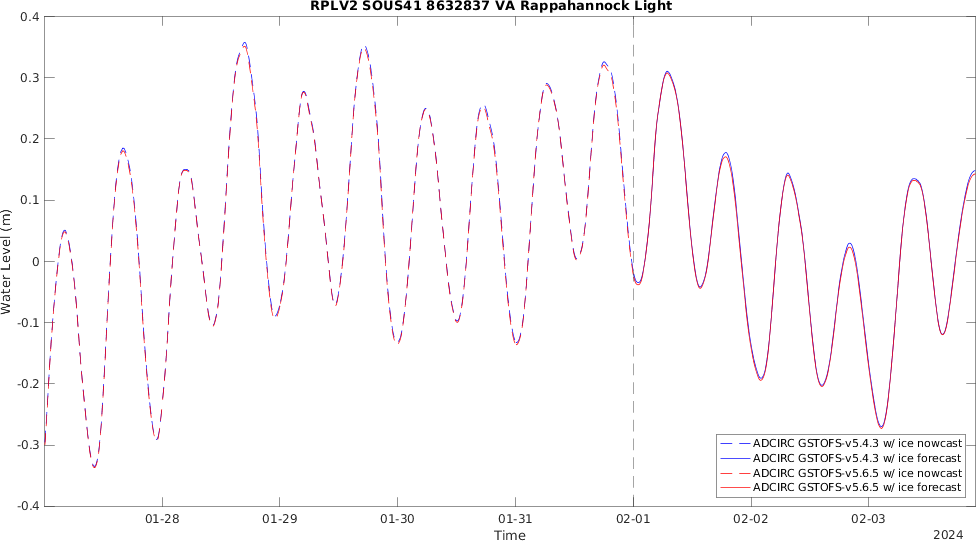 RPLV2 SOUS41 8632837 VA Rappahannock Light
0.4
0.3
0.2
0.1
0
-0.1
-0.2
-0.3
-0.4
Water Level (m)
ADCIRC GSTOFS-v5.4.3 w/ ice nowcast
ADCIRC GSTOFS-v5.4.3 w/ ice forecast
ADCIRC GSTOFS-v5.6.5 w/ ice nowcast
ADCIRC GSTOFS-v5.6.5 w/ ice forecast
01-28 01-29 01-30 01-31 02-01 02-02 02-03
Time
2024